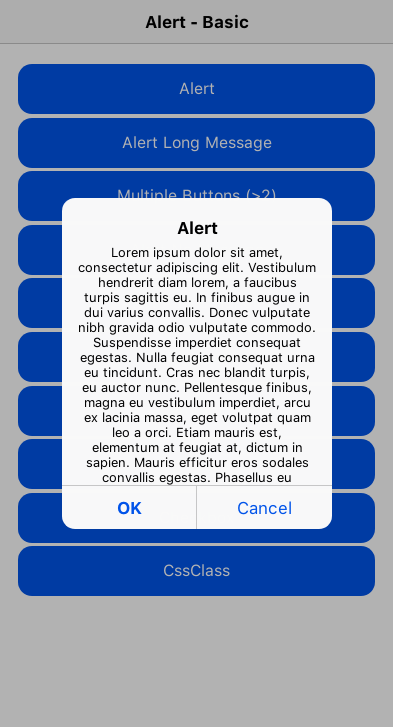 Alert - Basic
Alert
Alert Long Message
Multiple Buttons (>2)
Alert
Lorem ipsum dolor sit amet,
consectetur adipiscing elit. Vestibulum
hendrerit diam lorem, a faucibus
turpis sagittis eu. In finibus augue in
dui varius convallis. Donec vulputate
nibh gravida odio vulputate commodo.
Suspendisse imperdiet consequat
egestas. Nulla feugiat consequat urna
eu tincidunt. Cras nec blandit turpis,
eu auctor nunc. Pellentesque finibus,
magna eu vestibulum imperdiet, arcu
ex lacinia massa, eget volutpat quam
leo a orci. Etiam mauris est,
elementum at feugiat at, dictum in
sapien. Mauris efficitur eros sodales
convallis egestas. Phasellus eu
OK
Cancel
CssClass